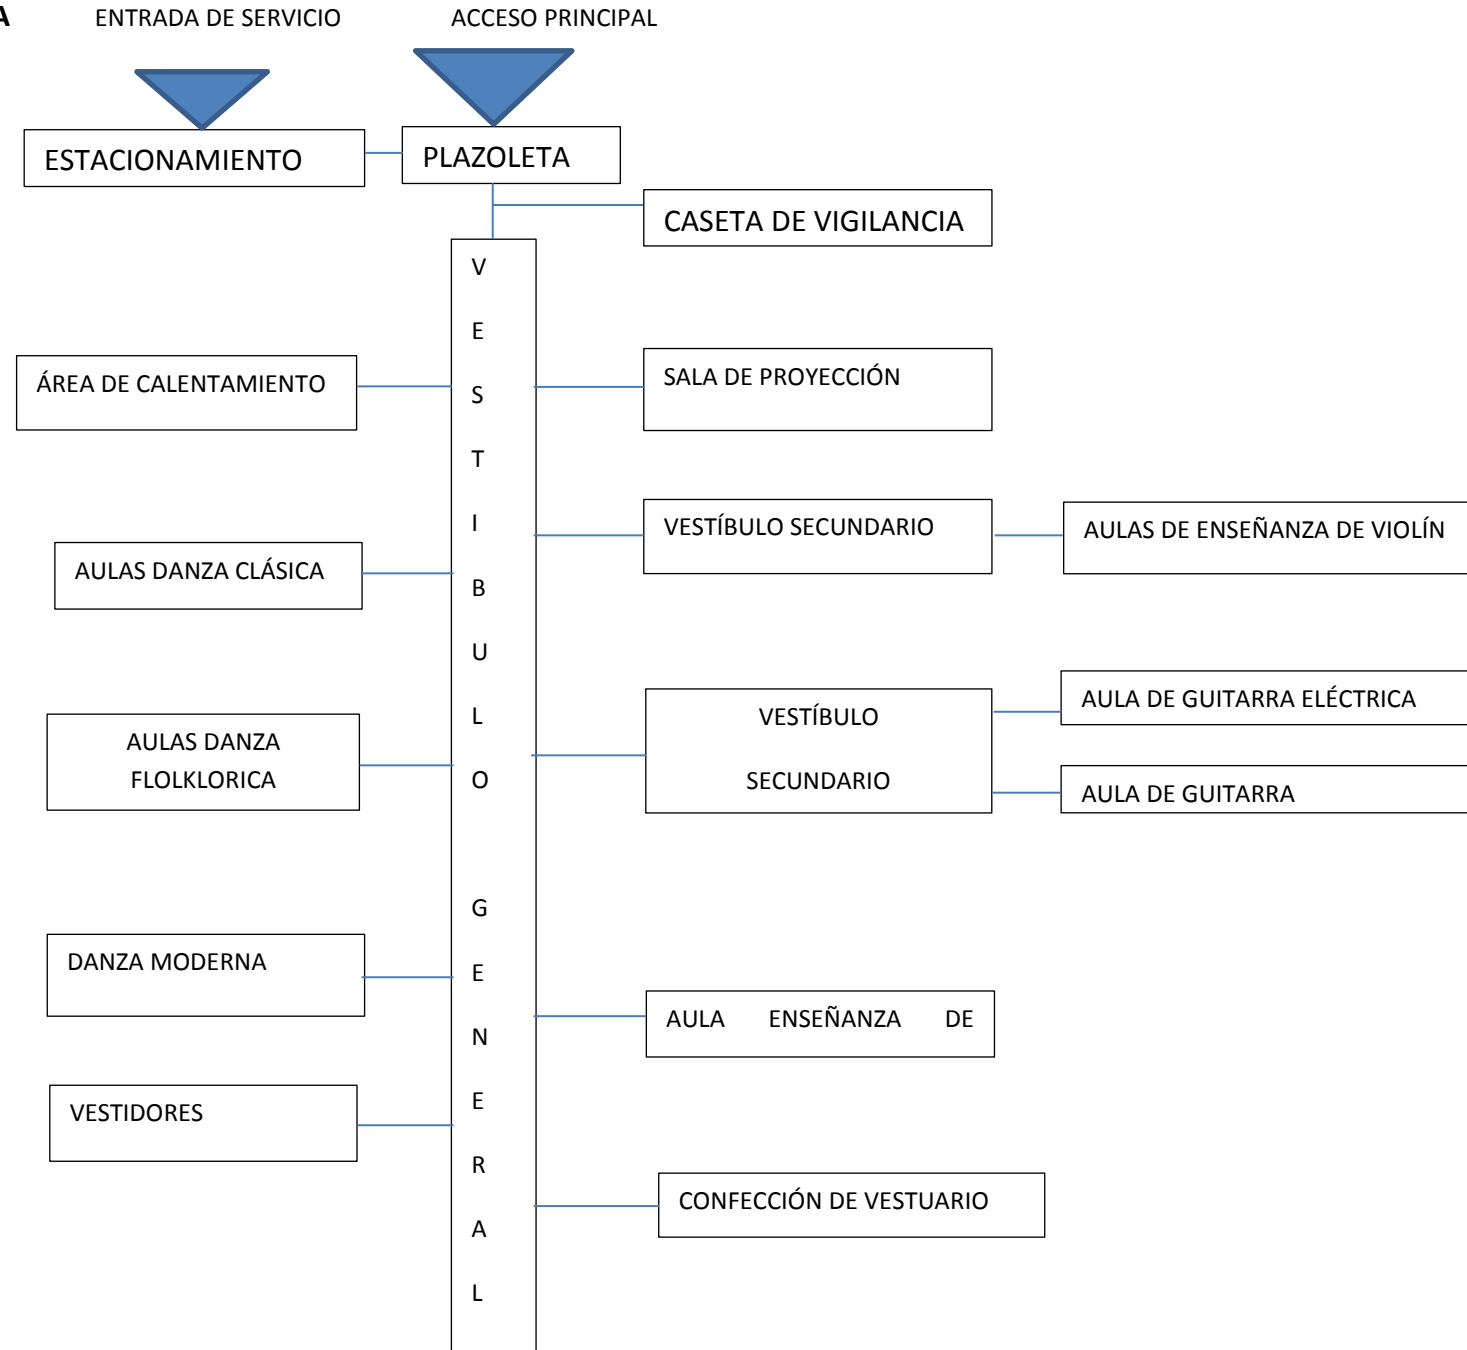 A
ENTRADA DE SERVICIO
ACCESO PRINCIPAL
ESTACIONAMIENTO
PLAZOLETA
CASETA DE VIGILANCIA
V
E
S
T
I
B
U
L
O
G
E
N
E
R
A
L
ÁREA DE CALENTAMIENTO
SALA DE PROYECCIÓN
VESTÍBULO SECUNDARIO
AULAS DE ENSEÑANZA DE VIOLÍN
AULAS DANZA CLÁSICA
AULA DE GUITARRA ELÉCTRICA
VESTÍBULO
SECUNDARIO
AULAS DANZA
FLOLKLORICA
AULA DE GUITARRA
DANZA MODERNA
AULA ENSEÑANZA DE
VESTIDORES
CONFECCIÓN DE VESTUARIO